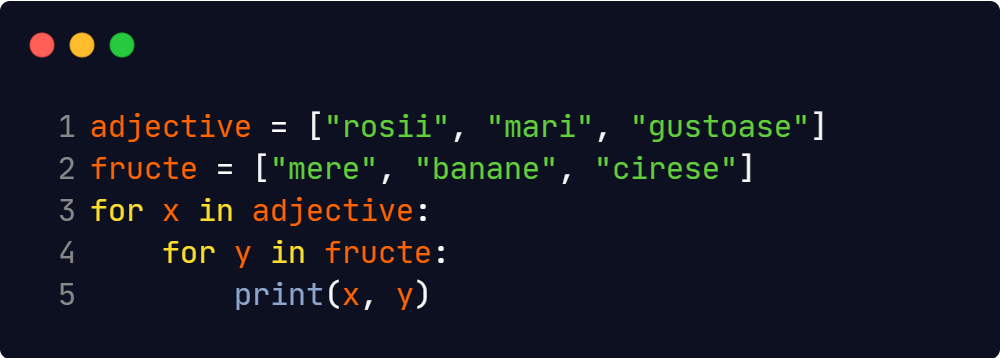 1 adjective = ["rosii", "mari", "gustoase"]
2 fructe = ["mere", "banane", "cirese"]
3 for x in adjective:
4     for y in fructe:
5         print(x, y)